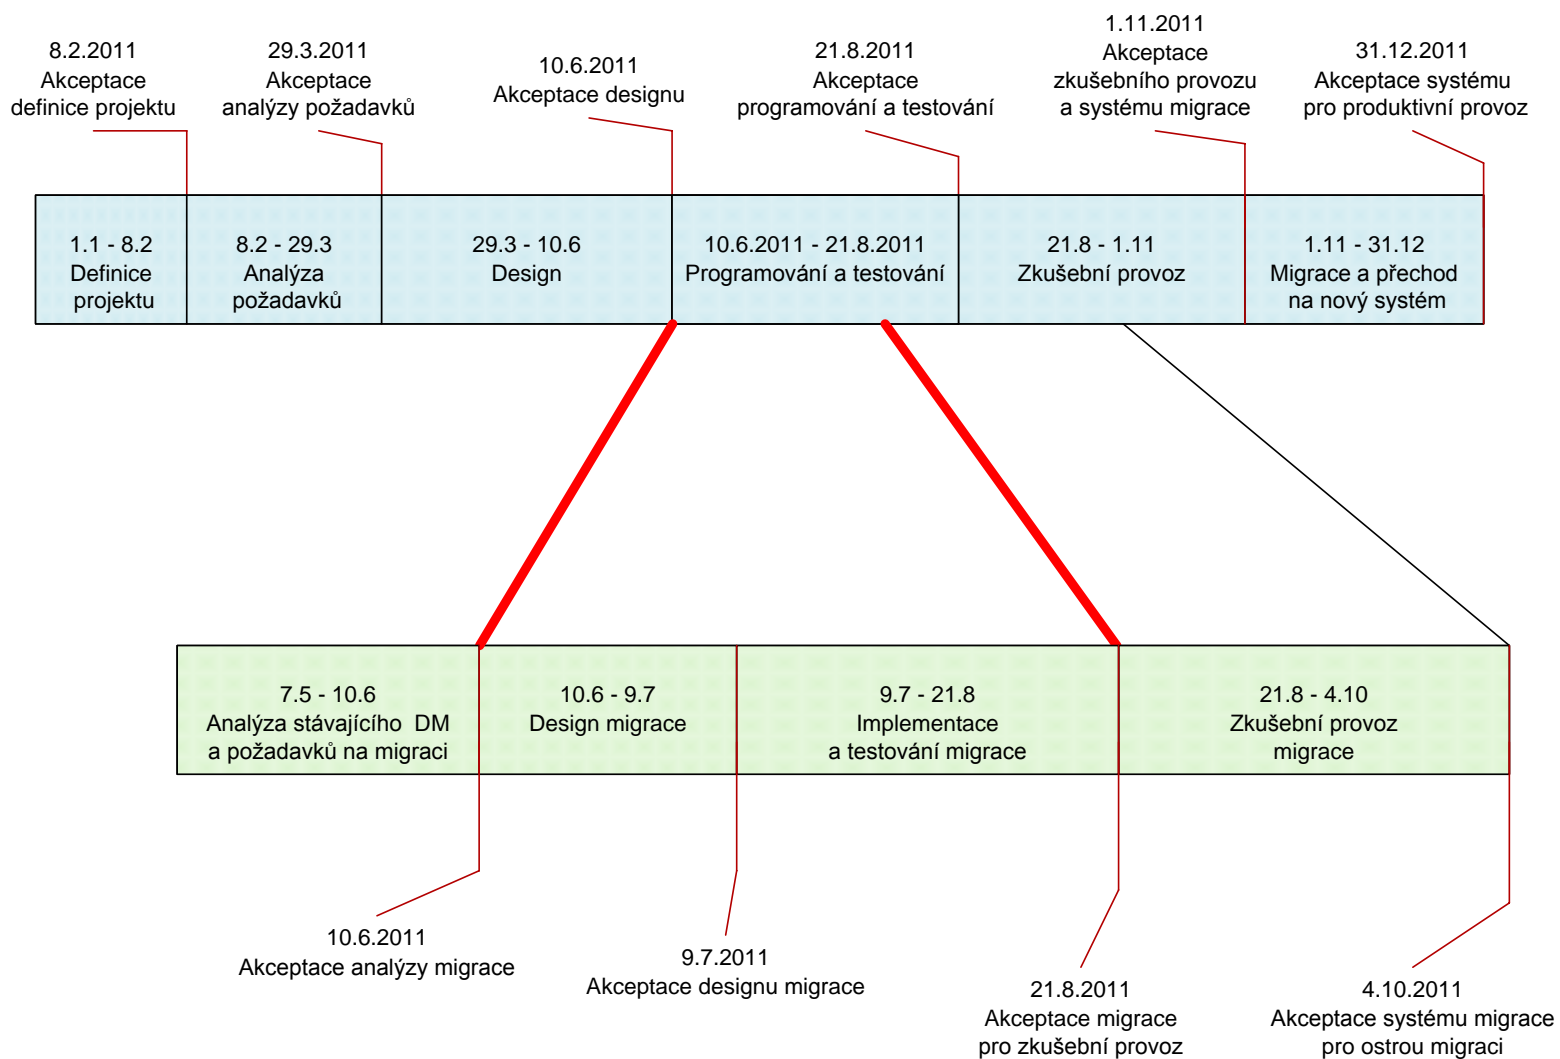 8.2.2011
Akceptace
definice projektu
29.3.2011
Akceptace
analýzy požadavků
10.6.2011
Akceptace designu
21.8.2011
Akceptace
programování a testování
1.11.2011
Akceptace
zkušebního provozu
a systému migrace
31.12.2011
Akceptace systému
pro produktivní provoz
1.1 - 8.2
Definice
projektu
8.2 - 29.3
Analýza
požadavků
29.3 - 10.6
Design
10.6.2011 - 21.8.2011
Programování a testování
21.8 - 1.11
Zkušební provoz
1.11 - 31.12
Migrace a přechod
na nový systém
7.5 - 10.6
Analýza stávajícího DM
a požadavků na migraci
10.6 - 9.7
Design migrace
9.7 - 21.8
Implementace
a testování migrace
21.8 - 4.10
Zkušební provoz
migrace
10.6.2011
Akceptace analýzy migrace
9.7.2011
Akceptace designu migrace
21.8.2011
Akceptace migrace
pro zkušební provoz
4.10.2011
Akceptace systému migrace
pro ostrou migraci